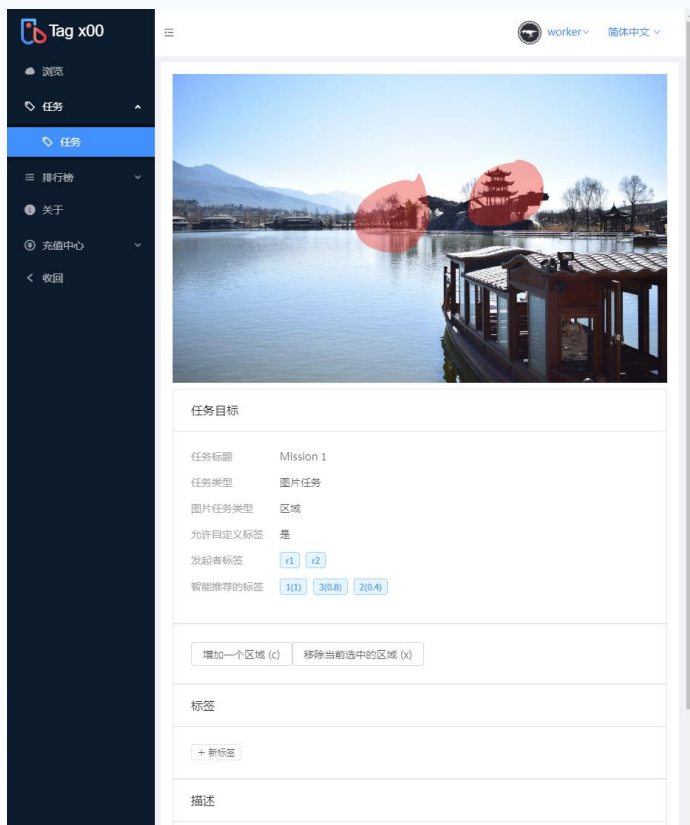 Tag x00
worker
简体中文
浏览
任务
任务
排行榜
关于
充值中心
收回
任务目标
任务标题 Mission 1
任务类型 图片任务
图片任务类型 区域
允许自定义标签 是
发起者标签 r1 r2
智能推荐的标签 1(1) 3(0.8) 2(0.4)
增加一个区域 (c) 移除当前选中的区域 (x)
标签
+ 新标签
描述